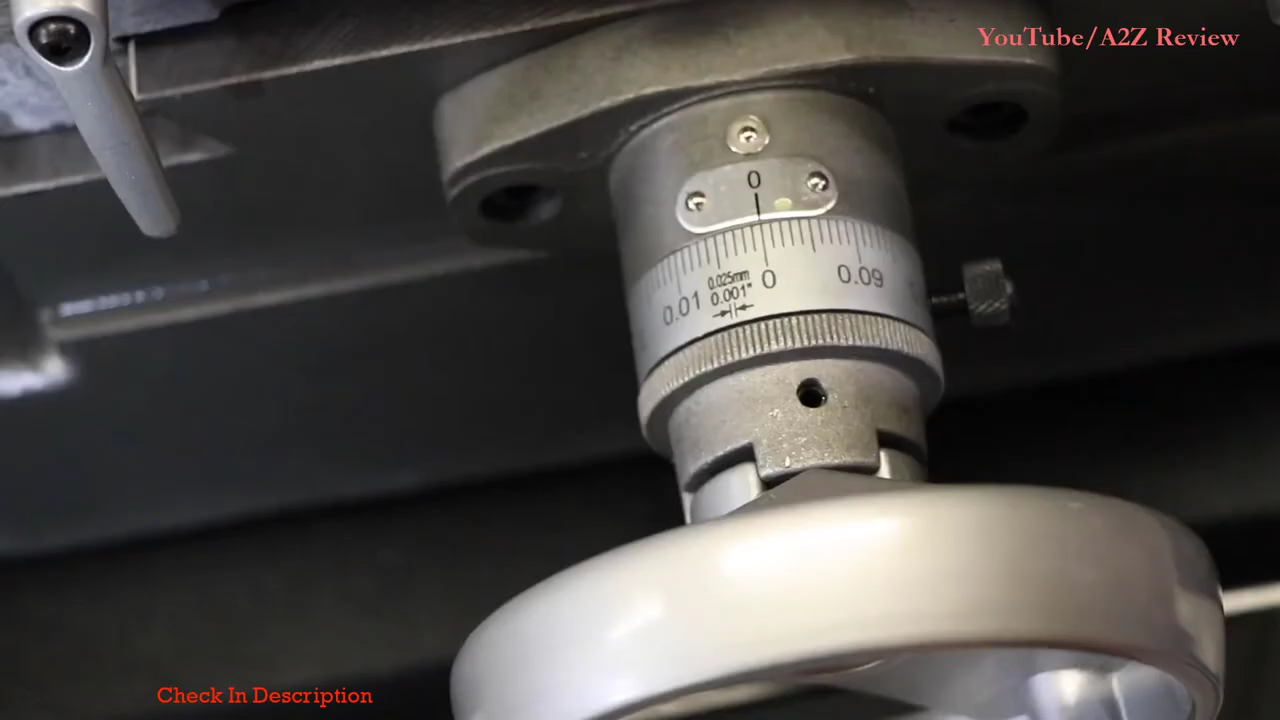 YouTube/A2Z Review
0
0.025mm
0.01 0.001" 0 0.09
Check In Description